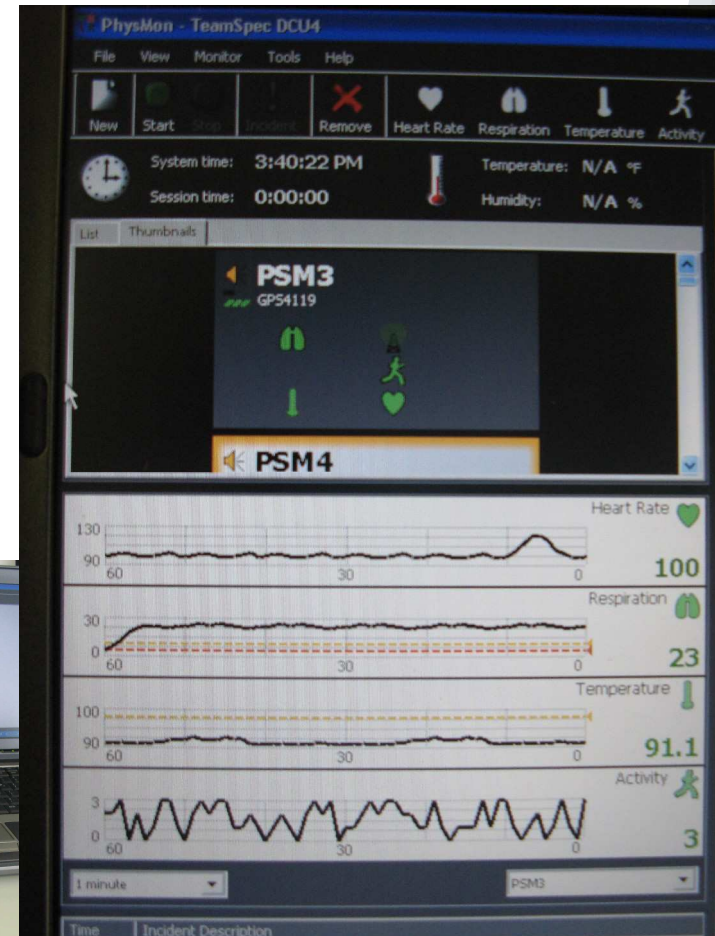 PhysMon - TeamSpec DCU4
File View Monitor Tools Help
New Start Stop Incident Remove Heart Rate Respiration Temperature Activity
System time: 3:40:22 PM Temperature: N/A °F
Session time: 0:00:00 Humidity: N/A %
List Thumbnails
PSM3
GPS4119
PSM4
Heart Rate
130
90
60 30 0
100
Respiration
30
0
60 30 0
23
Temperature
100
90
60 30 0
91.1
Activity
3
0
60 30 0
3
1 minute PSM3
Time Incident Description